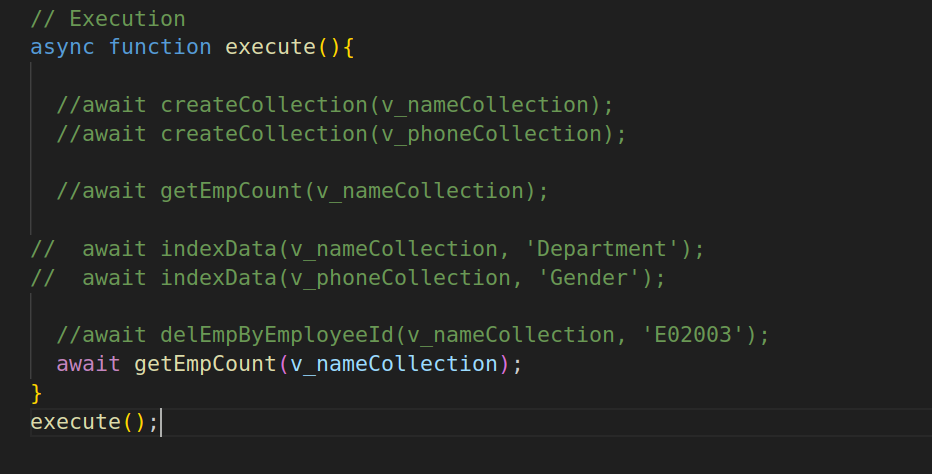 // Execution
async function execute(){
//await createCollection(v_nameCollection);
//await createCollection(v_phoneCollection);
//await getEmpCount(v_nameCollection);
//  await indexData(v_nameCollection, 'Department');
//  await indexData(v_phoneCollection, 'Gender');
//await delEmpByEmployeeId(v_nameCollection, 'E02003');
await getEmpCount(v_nameCollection);
}
execute();